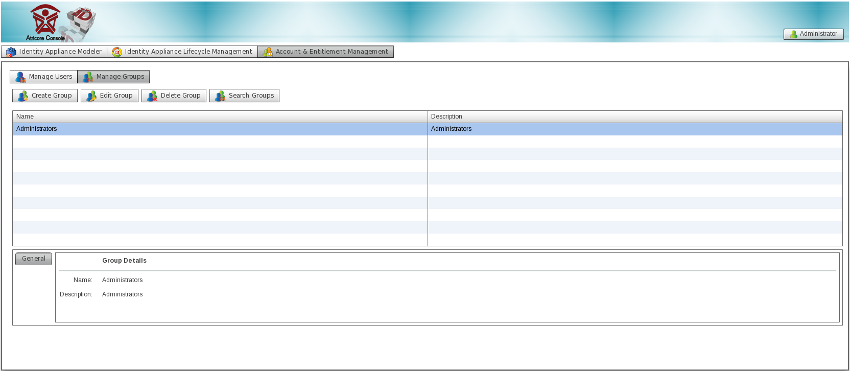 iD
Atricore Console
Administrator
Identity Appliance Modeler Identity Appliance Lifecycle Management Account & Entitlement Management
Manage Users Manage Groups
Create Group Edit Group Delete Group Search Groups
Name Description
Administrators Administrators
General Group Details
Name: Administrators
Description: Administrators